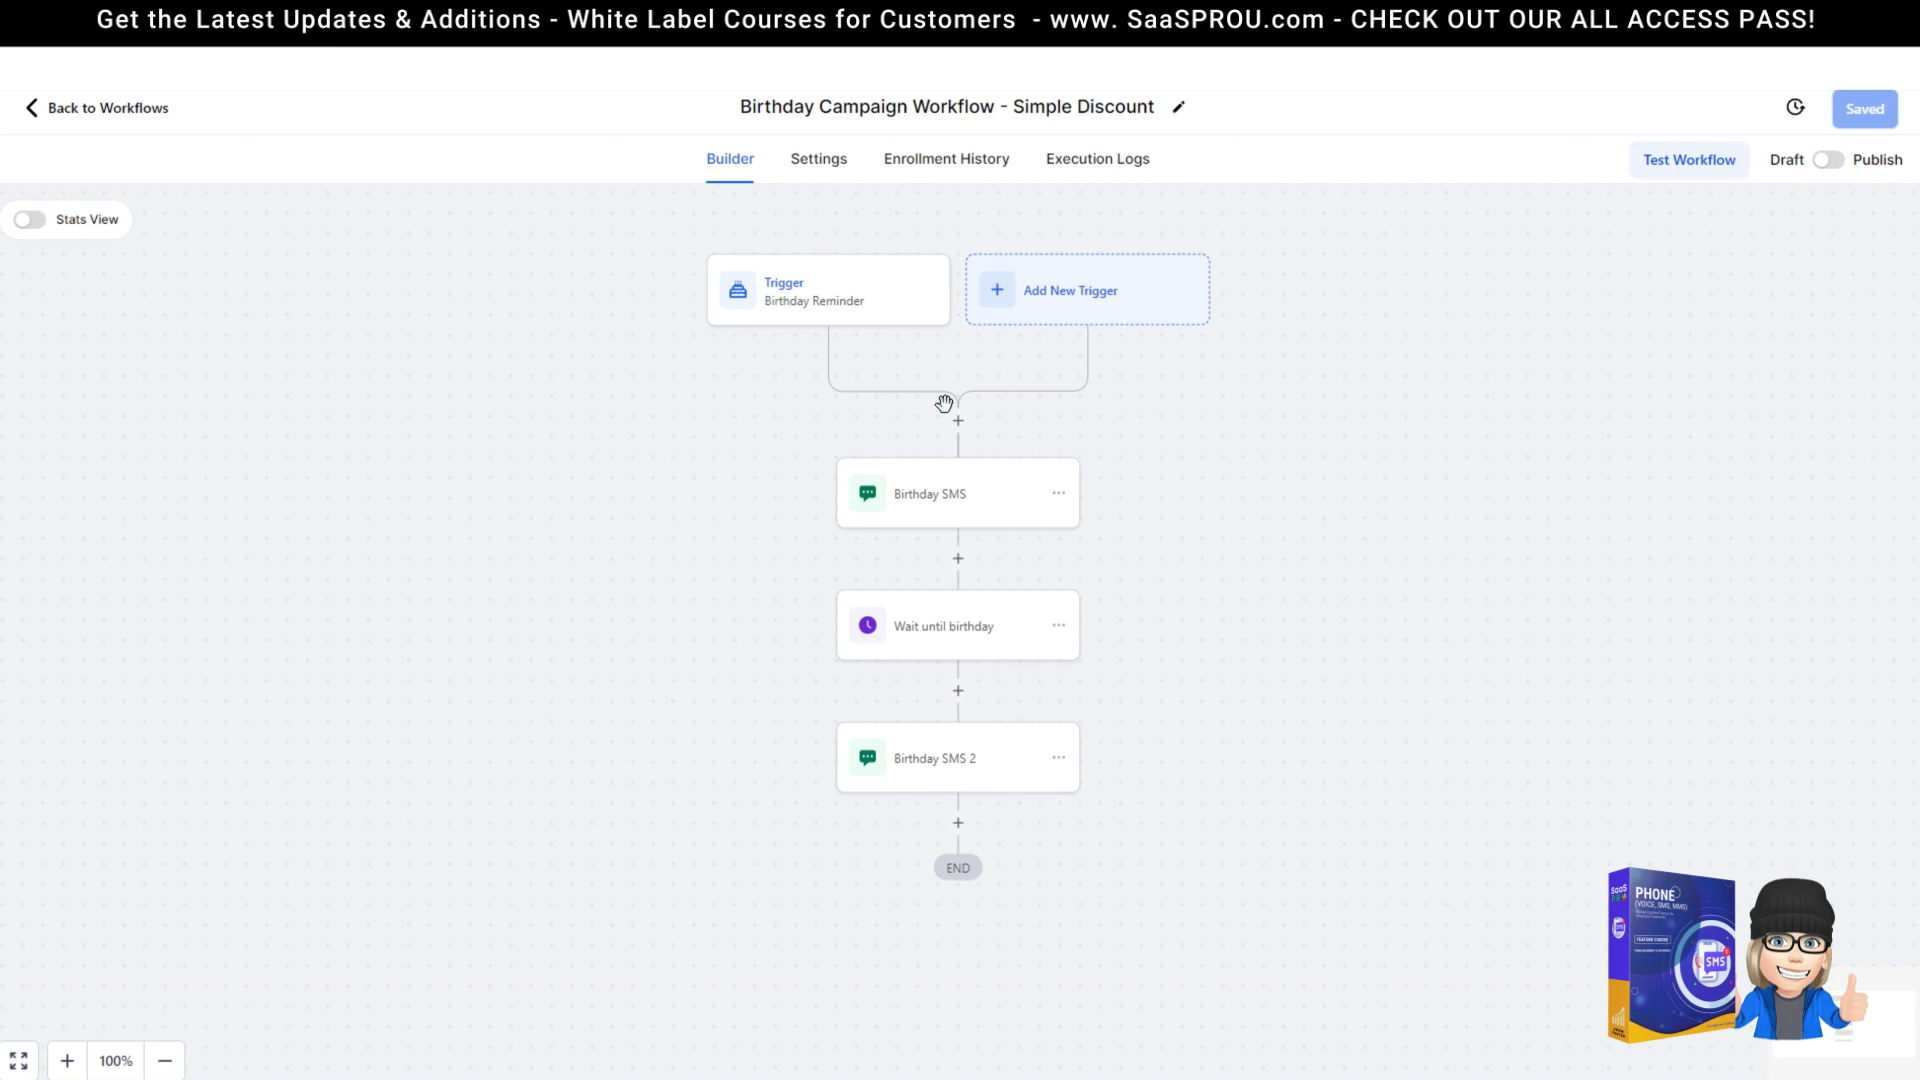 Get the Latest Updates & Additions - White Label Courses for Customers - www. SaaSPROU.com - CHECK OUT OUR ALL ACCESS PASS!
Back to Workflows
Birthday Campaign Workflow - Simple Discount
Saved
Builder
Settings
Enrollment History
Execution Logs
Test Workflow
Draft
Publish
Stats View
Trigger
Birthday Reminder
Add New Trigger
Birthday SMS
Wait until birthday
Birthday SMS 2
END
SaaS
PHONE
(VOICE, SMS, MMS)
FEATURE COURSE
SMS
100%